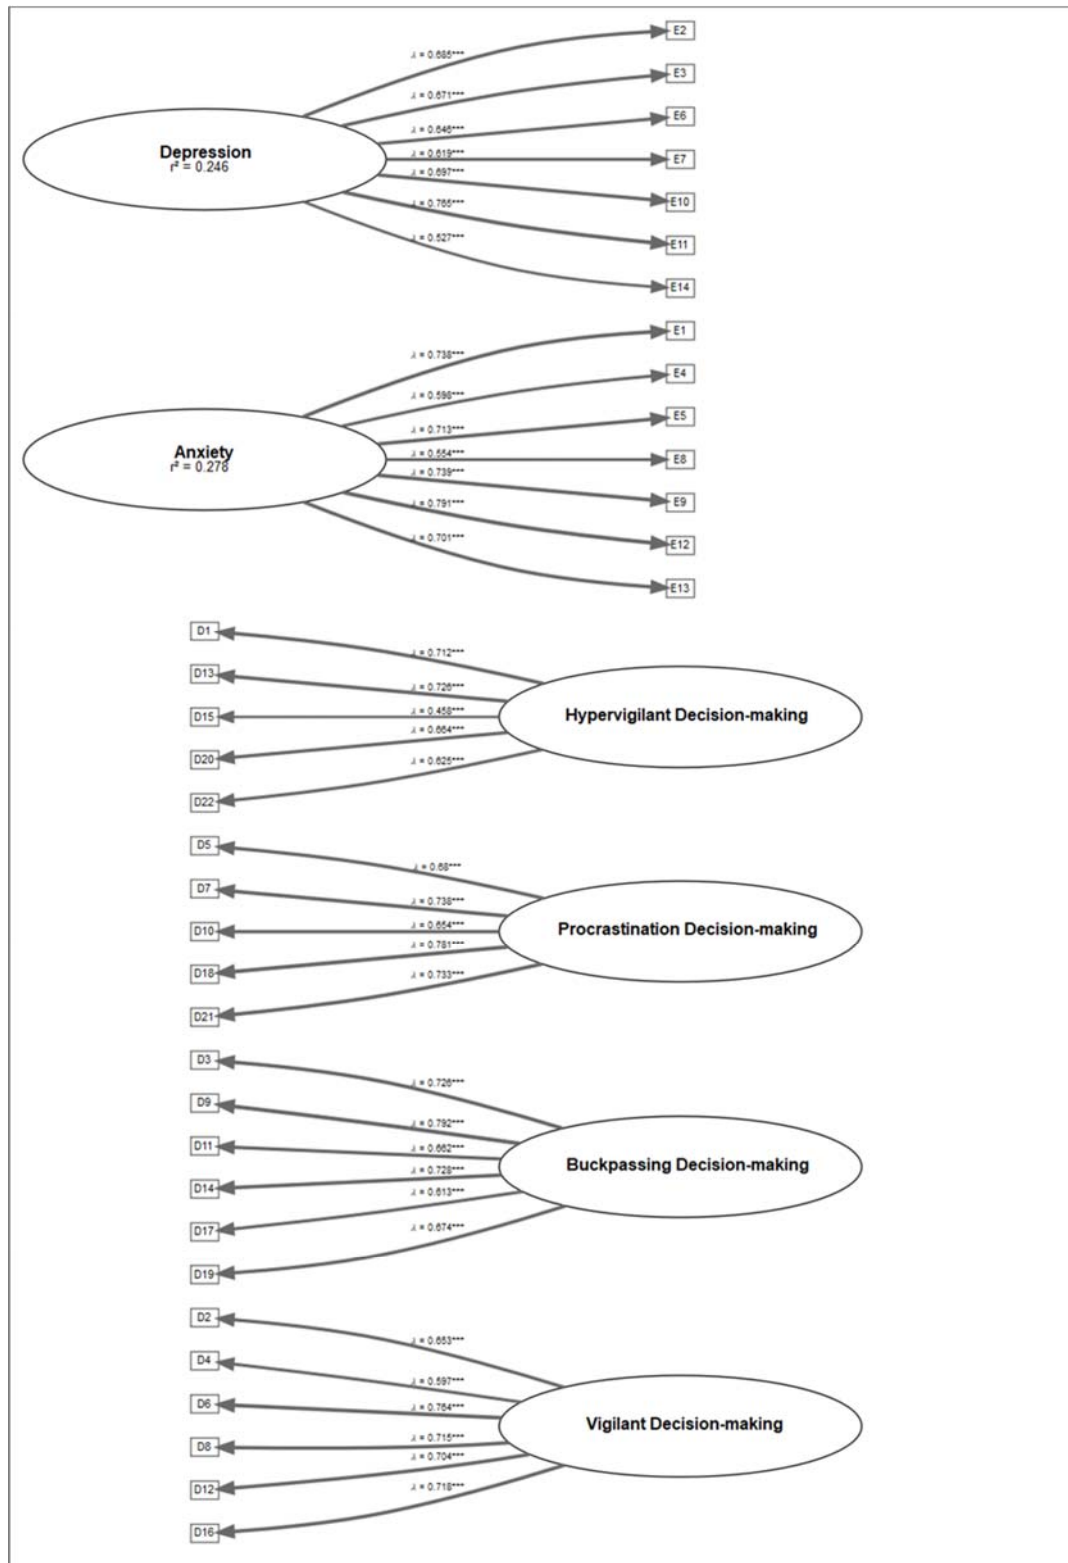 E2
λ = 0.685***
E3
λ = 0.671***
E6
λ = 0.646***
Depression
r² = 0.246
λ = 0.619***
E7
λ = 0.697***
E10
λ = 0.765***
E11
λ = 0.527***
E14
E1
λ = 0.738***
E4
λ = 0.598***
E5
λ = 0.713***
Anxiety
r² = 0.278
λ = 0.554***
E8
λ = 0.739***
E9
λ = 0.791***
E12
λ = 0.701***
E13
D1
λ = 0.712***
D13
λ = 0.726***
D15
λ = 0.458***
Hypervigilant Decision-making
λ = 0.664***
D20
λ = 0.625***
D22
D5
λ = 0.68***
D7
λ = 0.738***
D10
λ = 0.654***
Procrastination Decision-making
λ = 0.781***
D18
λ = 0.733***
D21
D3
λ = 0.726***
D9
λ = 0.792***
D11
λ = 0.662***
Buckpassing Decision-making
λ = 0.728***
D14
λ = 0.613***
D17
λ = 0.674***
D19
D2
λ = 0.653***
D4
λ = 0.597***
D6
λ = 0.764***
Vigilant Decision-making
λ = 0.715***
D8
λ = 0.704***
D12
λ = 0.718***
D16